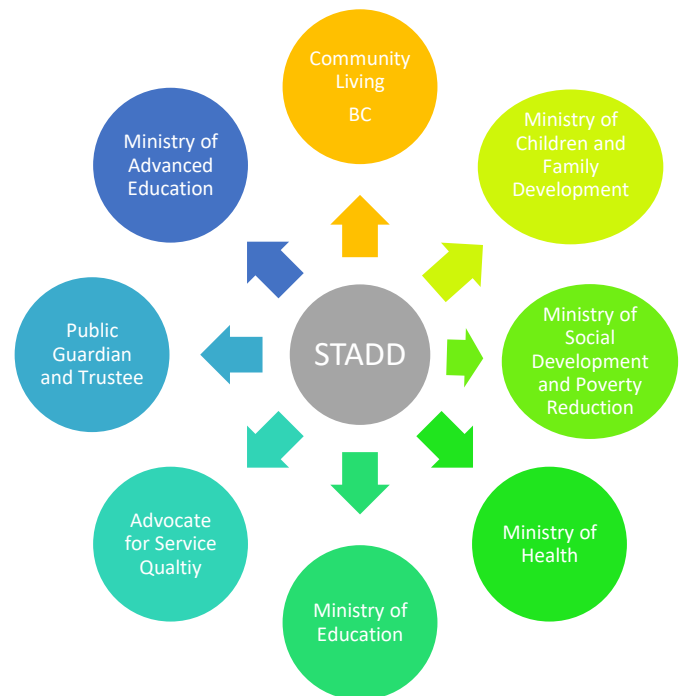 Community
Living
BC
Ministry of
Children and
Family
Development
Ministry of
Social
Development
and Poverty
Reduction
Ministry of
Health
Ministry of
Education
Advocate
for Service
Qualtiy
Public
Guardian
and Trustee
Ministry of
Advanced
Education
STADD